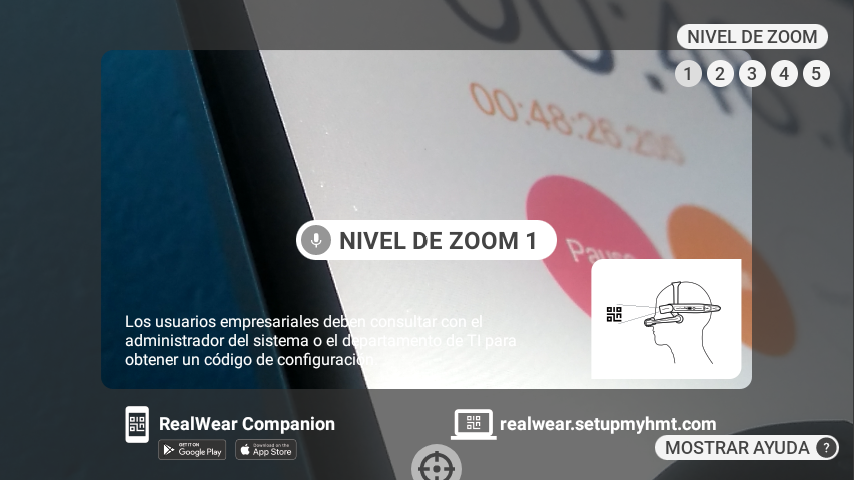 NIVEL DE ZOOM
1 2 3 4 5
00:48:26.205
NIVEL DE ZOOM 1
Los usuarios empresariales deben consultar con el
administrador del sistema o el departamento de TI para
obtener un código de configuración.
RealWear Companion
GET IT ON
Google Play
Download on the
App Store
realwear.setupmyhmt.com
MOSTRAR AYUDA ?